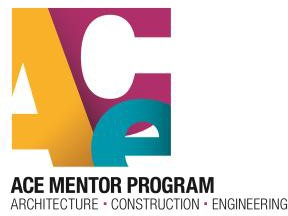 ACe
ACE MENTOR PROGRAM
ARCHITECTURE • CONSTRUCTION • ENGINEERING